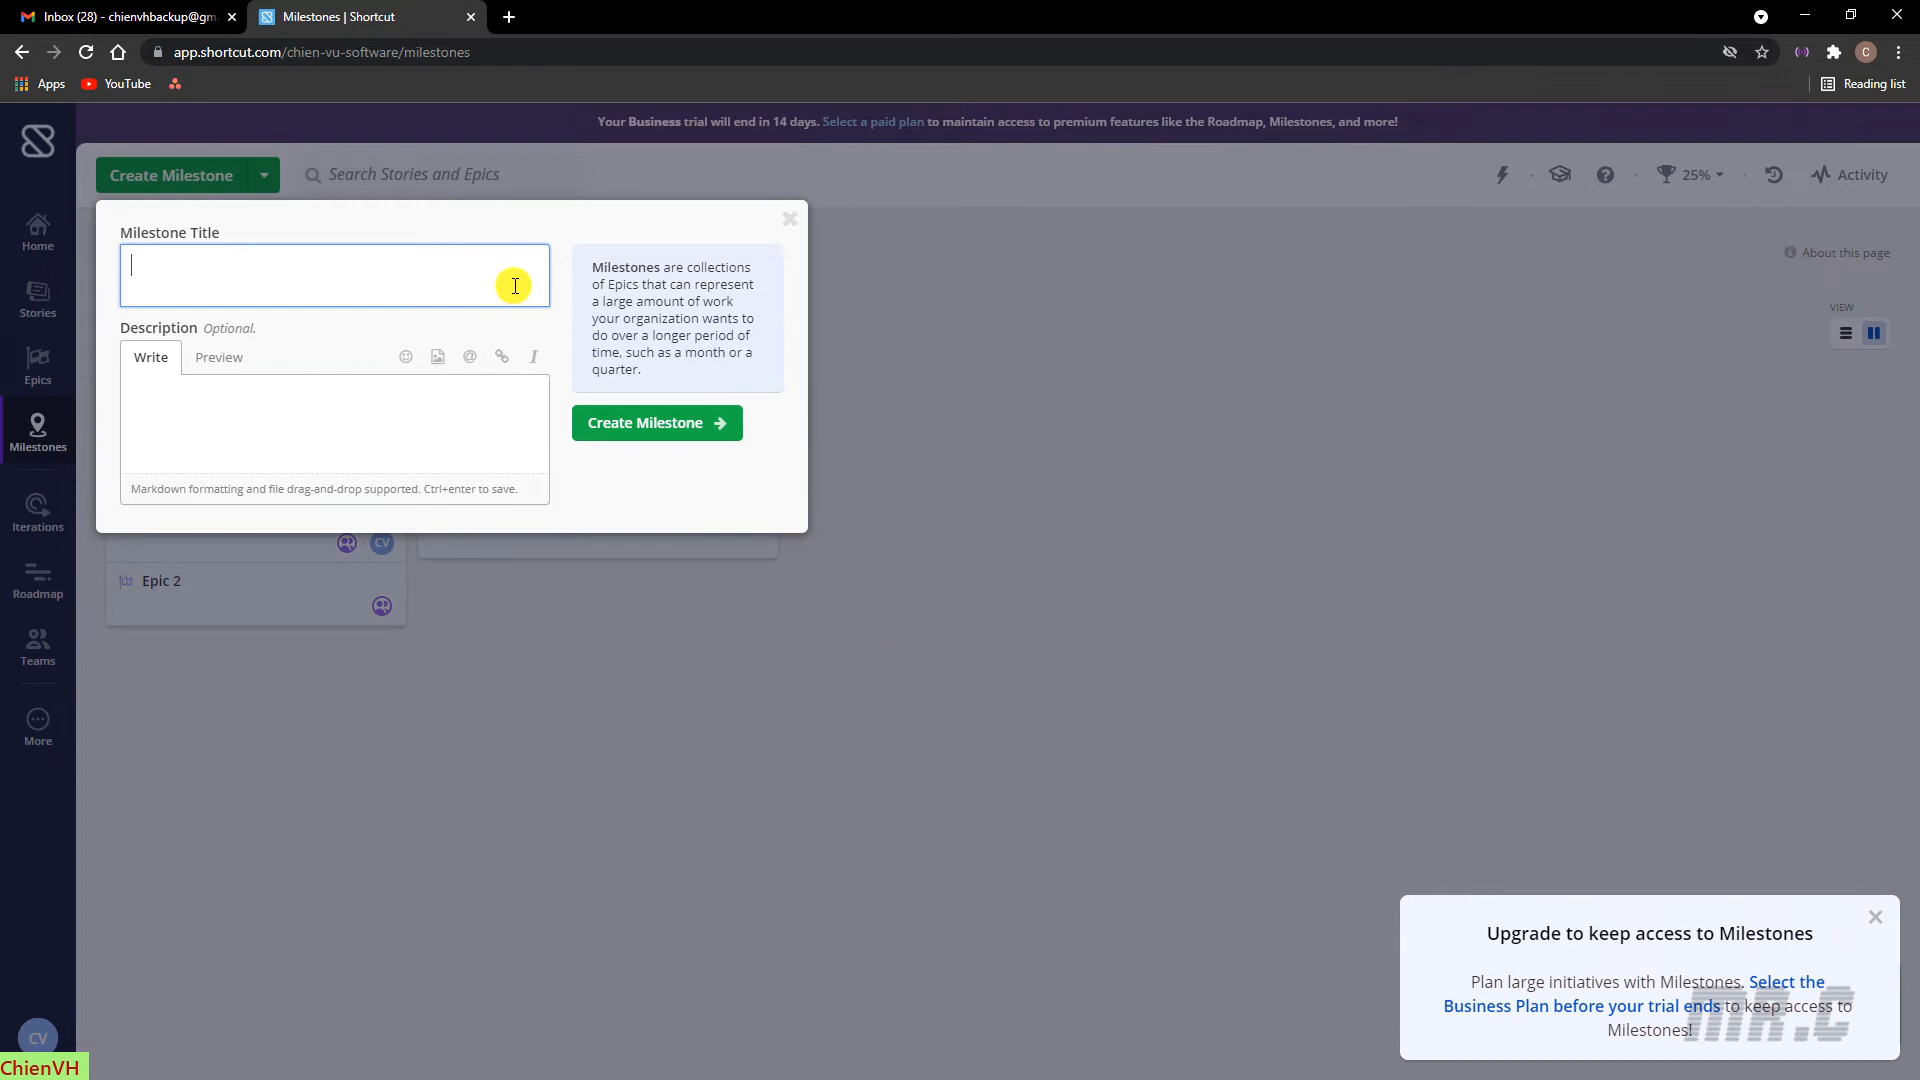 Inbox (28) - chienvhbackup@gm
Milestones | Shortcut
app.shortcut.com/chien-vu-software/milestones
C
Apps
YouTube
Reading list
Your Business trial will end in 14 days. Select a paid plan to maintain access to premium features like the Roadmap, Milestones, and more!
Create Milestone
Search Stories and Epics
25%
Activity
Home
Stories
Epics
Milestones
Iterations
Roadmap
Teams
More
CV
ChienVH
Milestone Title
Description Optional.
Write
Preview
Markdown formatting and file drag-and-drop supported. Ctrl+enter to save.
Milestones are collections
of Epics that can represent
a large amount of work
your organization wants to
do over a longer period of
time, such as a month or a
quarter.
Create Milestone
About this page
VIEW
CV
Epic 2
Upgrade to keep access to Milestones
Plan large initiatives with Milestones. Select the
Business Plan before your trial ends to keep access to
Milestones!
MR.C